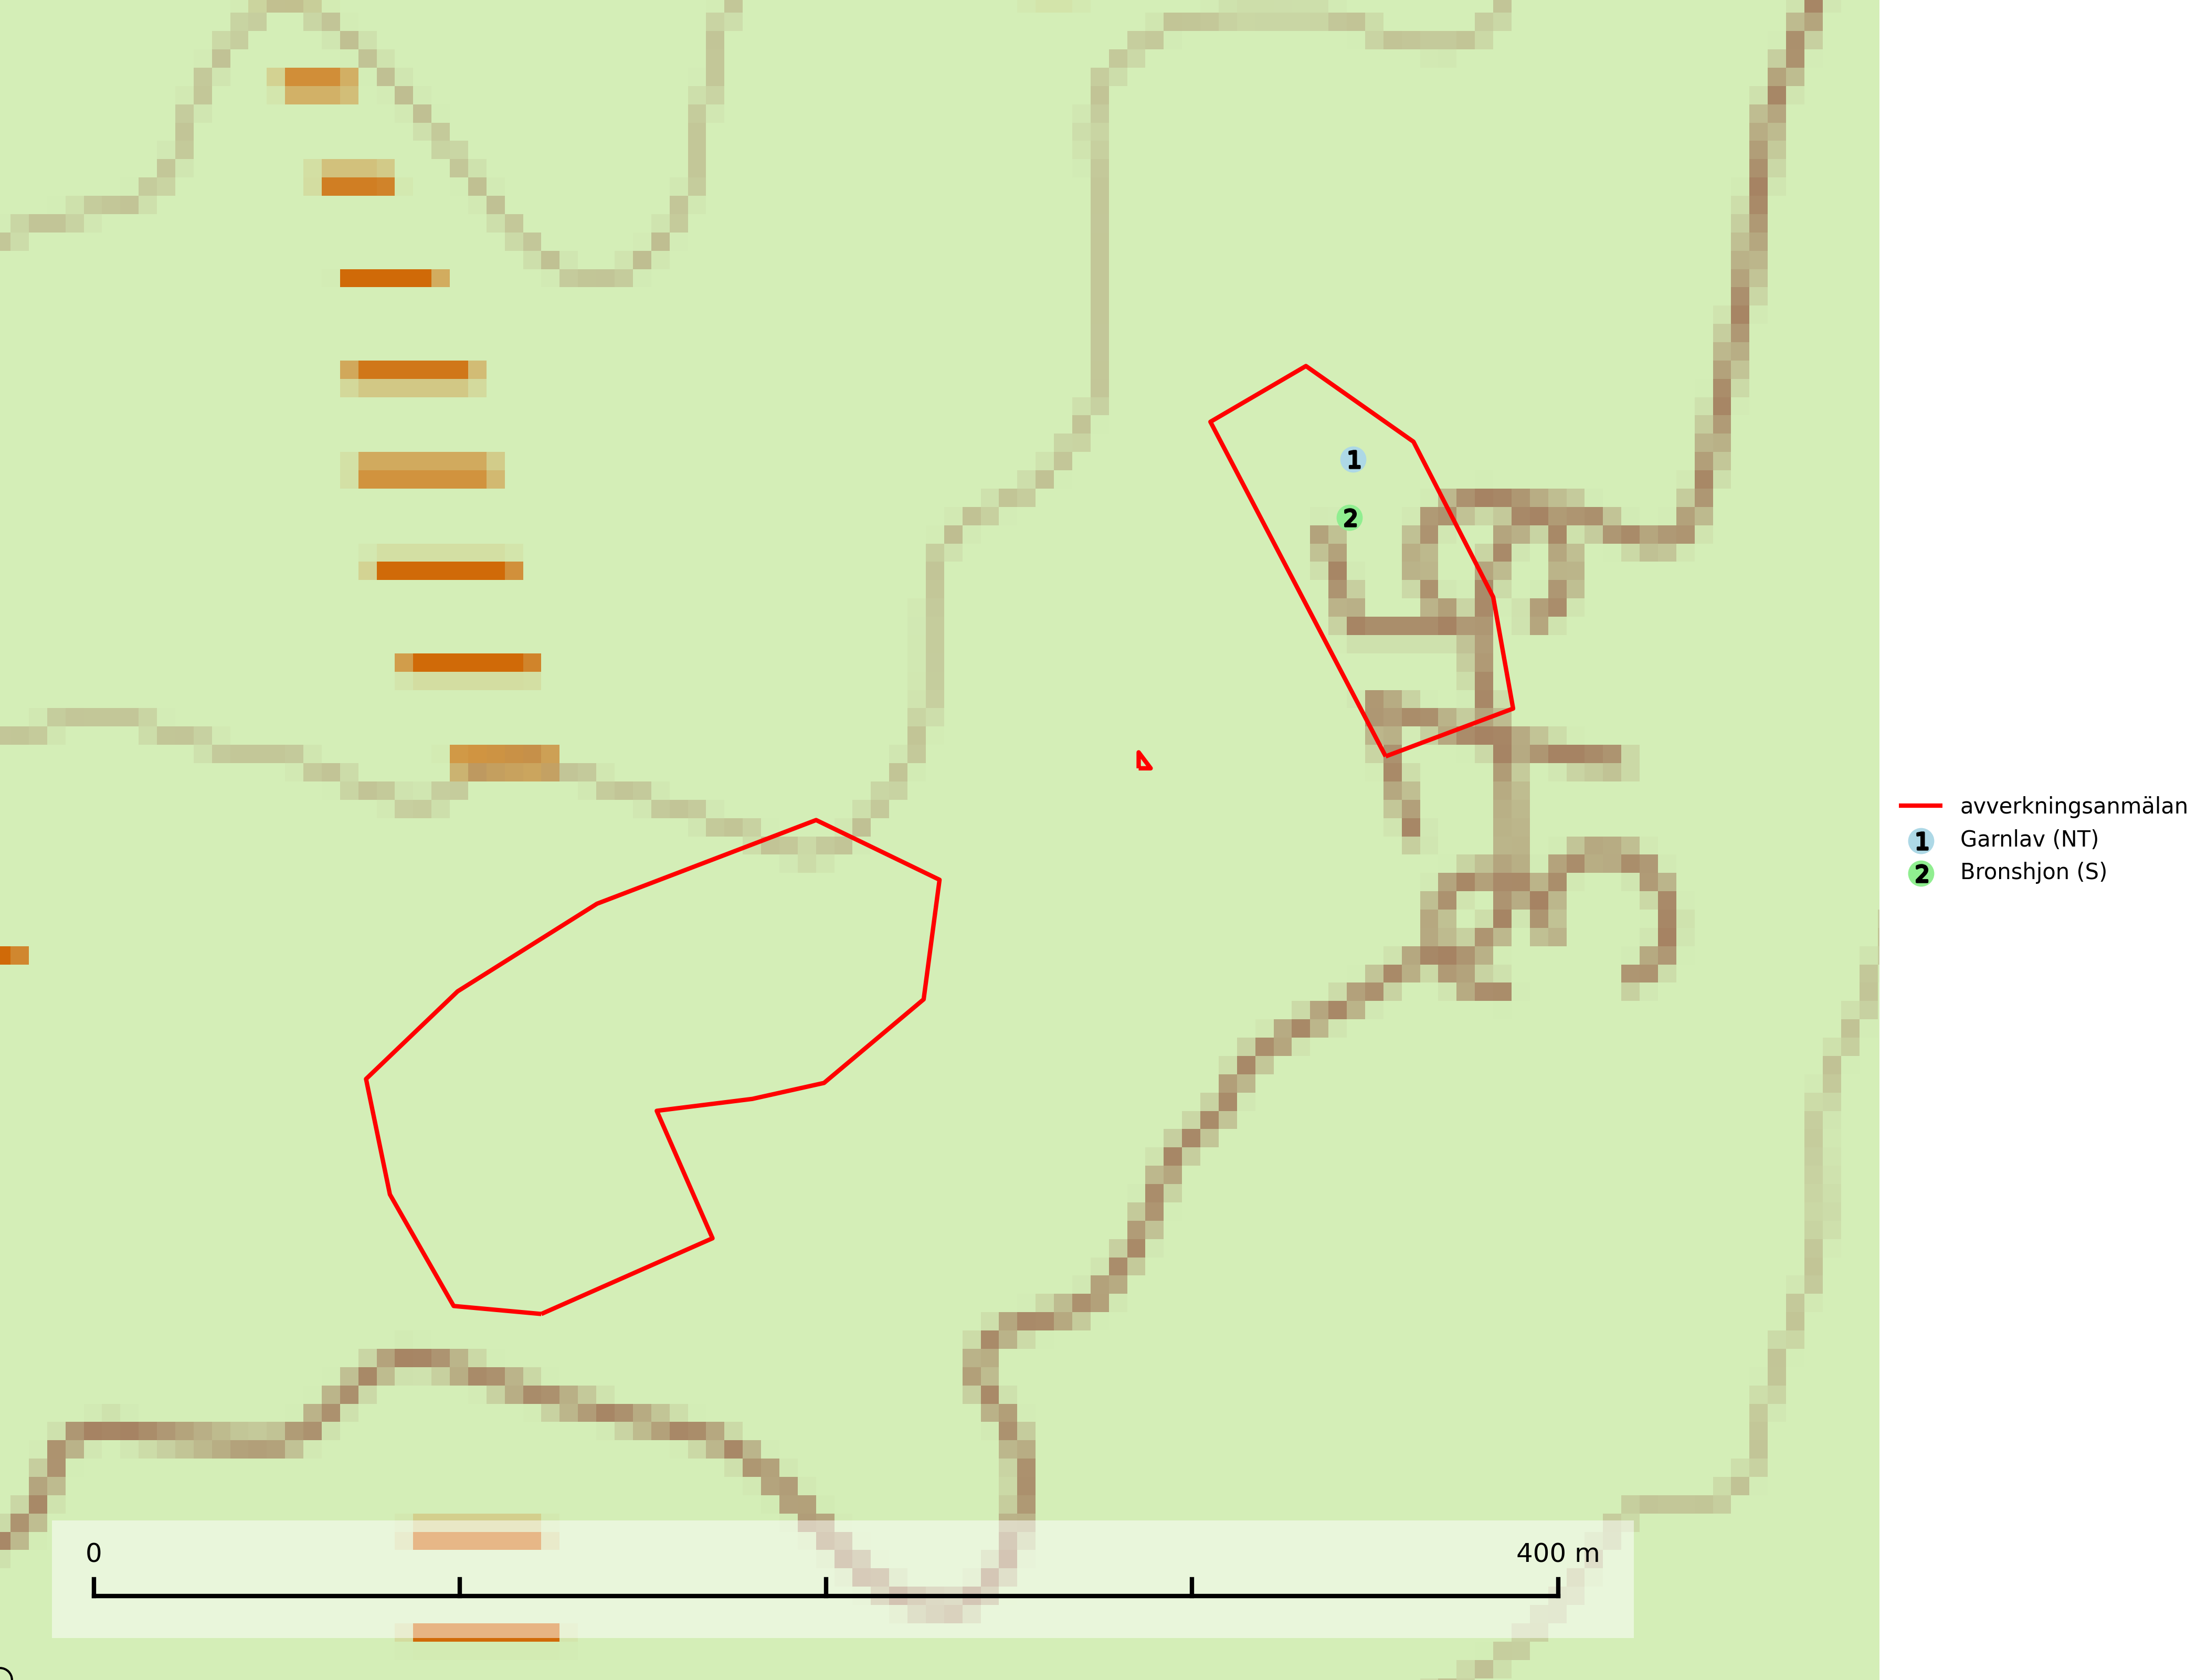 1
2
avverkningsanmälan
1 Garnlav (NT)
2 Bronshjon (S)
0 400 m